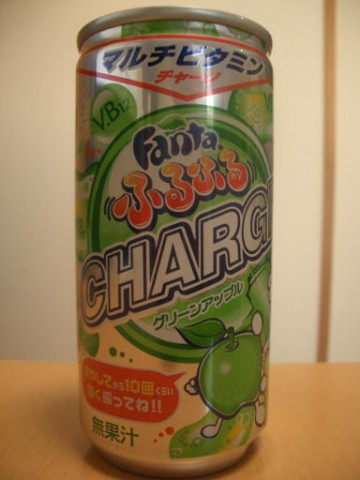 マルチビタミン
チャージ
V.B12
Fanta
ふるふる
CHARGE
グリーンアップル
冷やしてから10回くらい
強く振ってね!!
無果汁